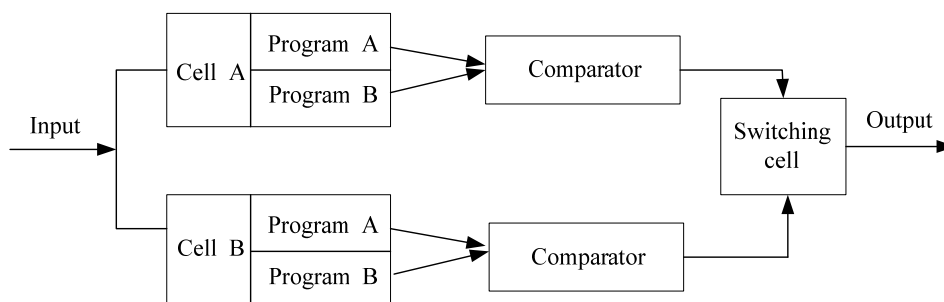 Input
Cell A
Program A
Program B
Comparator
Cell B
Program A
Program B
Comparator
Switching
cell
Output